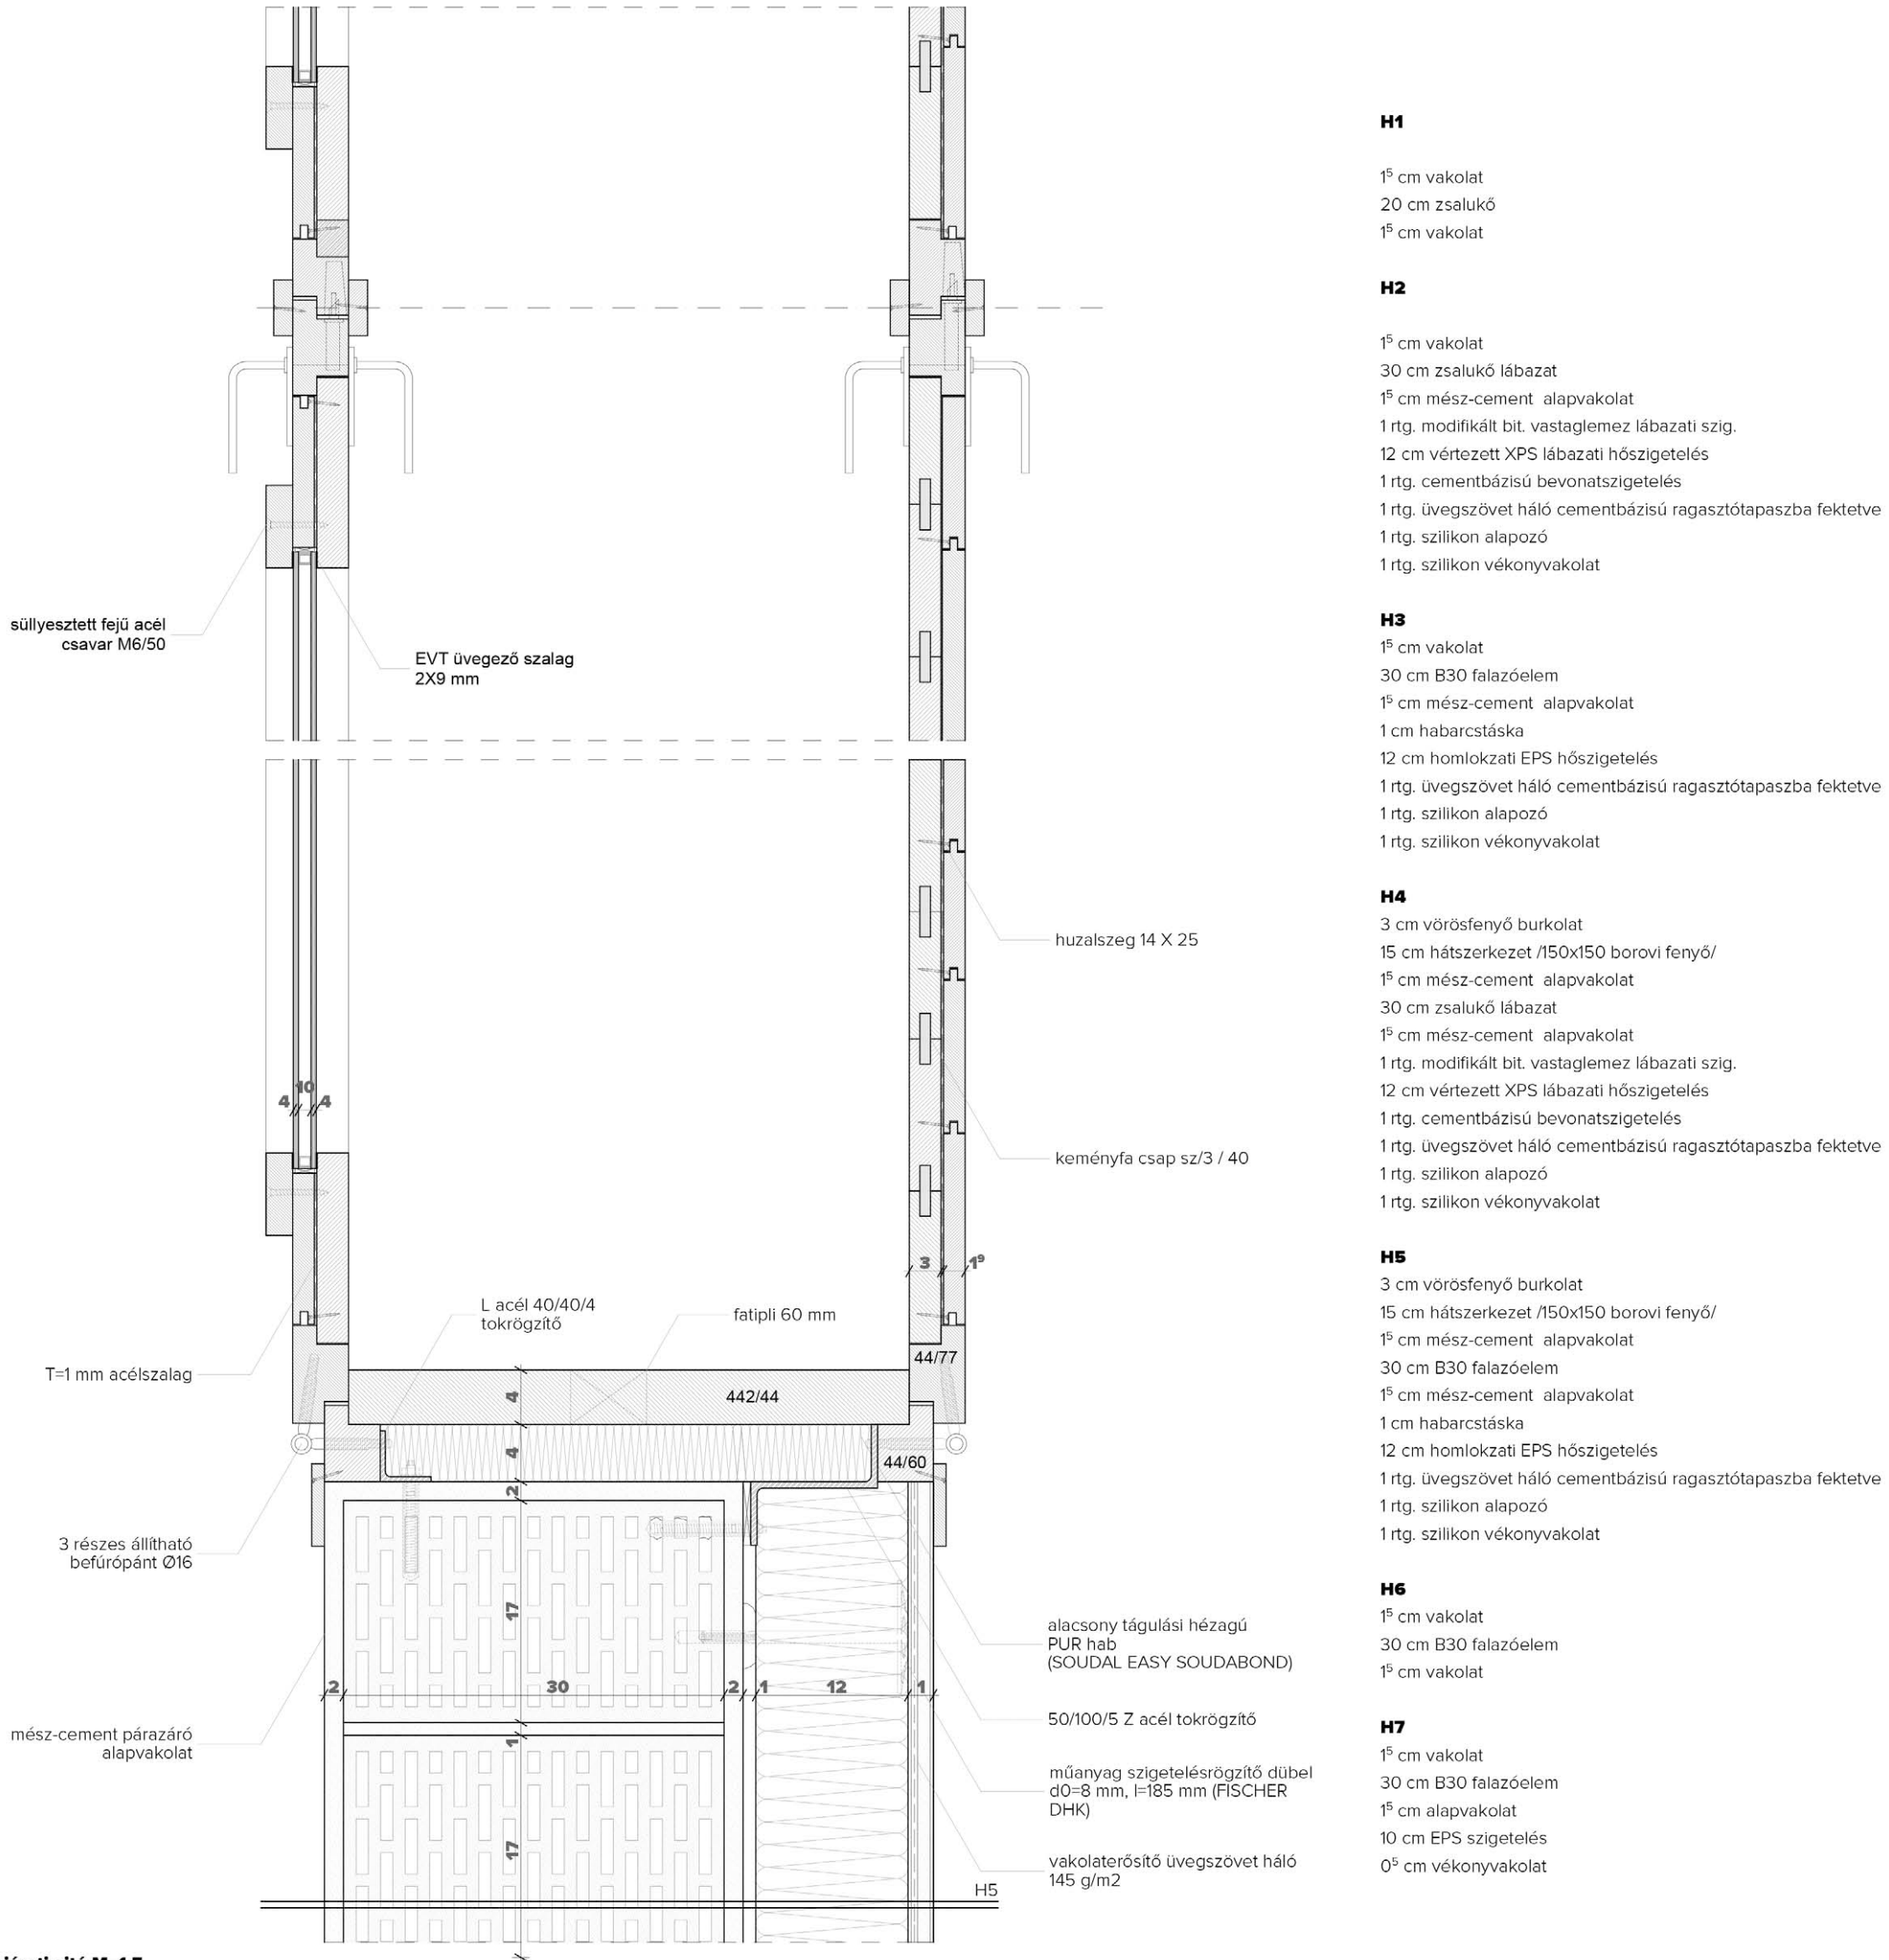 süllyesztett fejű acél
csavar M6/50
EVT üvegező szalag
2X9 mm
huzalszeg 14 X 25
4
10
4
keményfa csap sz/3 / 40
3
1⁹
L acél 40/40/4
tokrögzítő
fatipli 60 mm
T=1 mm acélszalag
44/77
442/44
4
4
44/60
2
3 részes állítható
befúrópánt Ø16
17
alacsony tágulási hézagú
PUR hab
(SOUDAL EASY SOUDABOND)
2
30
2
1
12
1
50/100/5 Z acél tokrögzítő
mész-cement párazáró
alapvakolat
1
műanyag szigetelésrögzítő dübel
d0=8 mm, l=185 mm (FISCHER
DHK)
17
vakolaterősítő üvegszövet háló
145 g/m2
H5
H1
1⁵ cm vakolat
20 cm zsalukő
1⁵ cm vakolat
H2
1⁵ cm vakolat
30 cm zsalukő lábazat
1⁵ cm mész-cement alapvakolat
1 rtg. modifikált bit. vastaglemez lábazati szig.
12 cm vértezett XPS lábazati hőszigetelés
1 rtg. cementbázisú bevonatszigetelés
1 rtg. üvegszövet háló cementbázisú ragasztótapaszba fektetve
1 rtg. szilikon alapozó
1 rtg. szilikon vékonyvakolat
H3
1⁵ cm vakolat
30 cm B30 falazóelem
1⁵ cm mész-cement alapvakolat
1 cm habarcstáska
12 cm homlokzati EPS hőszigetelés
1 rtg. üvegszövet háló cementbázisú ragasztótapaszba fektetve
1 rtg. szilikon alapozó
1 rtg. szilikon vékonyvakolat
H4
3 cm vörösfenyő burkolat
15 cm hátszerkezet /150x150 borovi fenyő/
1⁵ cm mész-cement alapvakolat
30 cm zsalukő lábazat
1⁵ cm mész-cement alapvakolat
1 rtg. modifikált bit. vastaglemez lábazati szig.
12 cm vértezett XPS lábazati hőszigetelés
1 rtg. cementbázisú bevonatszigetelés
1 rtg. üvegszövet háló cementbázisú ragasztótapaszba fektetve
1 rtg. szilikon alapozó
1 rtg. szilikon vékonyvakolat
H5
3 cm vörösfenyő burkolat
15 cm hátszerkezet /150x150 borovi fenyő/
1⁵ cm mész-cement alapvakolat
30 cm B30 falazóelem
1⁵ cm mész-cement alapvakolat
1 cm habarcstáska
12 cm homlokzati EPS hőszigetelés
1 rtg. üvegszövet háló cementbázisú ragasztótapaszba fektetve
1 rtg. szilikon alapozó
1 rtg. szilikon vékonyvakolat
H6
1⁵ cm vakolat
30 cm B30 falazóelem
1⁵ cm vakolat
H7
1⁵ cm vakolat
30 cm B30 falazóelem
1⁵ cm alapvakolat
10 cm EPS szigetelés
0⁵ cm vékonyvakolat